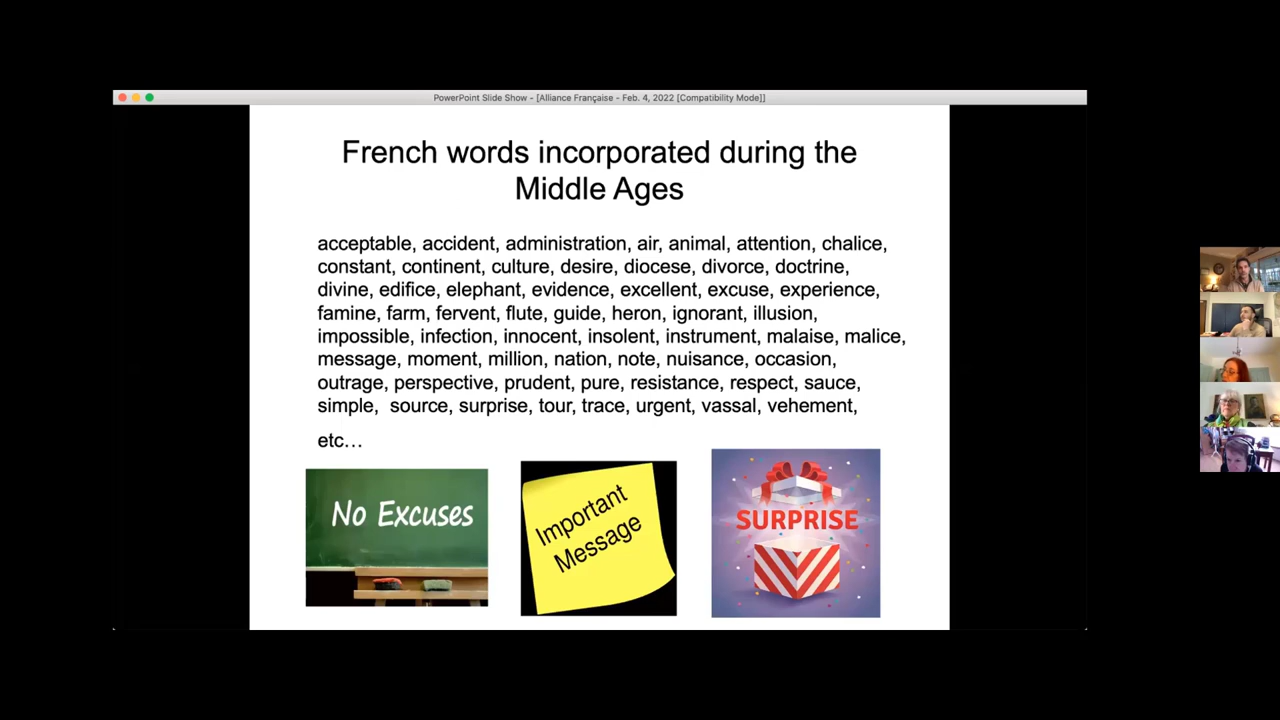 PowerPoint Slide Show - [Alliance Française - Feb. 4, 2022 [Compatibility Mode]]
French words incorporated during the
Middle Ages
acceptable, accident, administration, air, animal, attention, chalice,
constant, continent, culture, desire, diocese, divorce, doctrine,
divine, edifice, elephant, evidence, excellent, excuse, experience,
famine, farm, fervent, flute, guide, heron, ignorant, illusion,
impossible, infection, innocent, insolent, instrument, malaise, malice,
message, moment, million, nation, note, nuisance, occasion,
outrage, perspective, prudent, pure, resistance, respect, sauce,
simple,  source, surprise, tour, trace, urgent, vassal, vehement,
etc…
No Excuses
Important
Message
SURPRISE